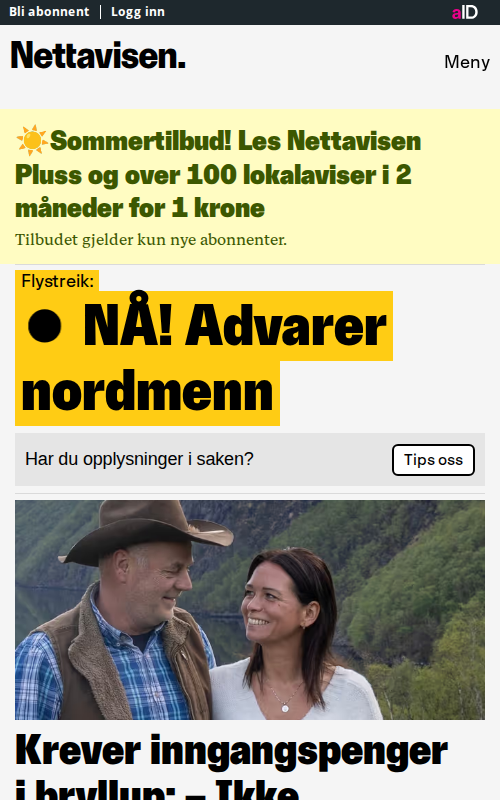 Bli abonnent
Logg inn
aID
Nettavisen.
Meny
Sommertilbud! Les Nettavisen
Pluss og over 100 lokalaviser i 2
måneder for 1 krone
Tilbudet gjelder kun nye abonnenter.
Flystreik:
● NÅ! Advarer
nordmenn
Har du opplysninger i saken?
Tips oss
Krever inngangspenger
i bryllup: – Ikke